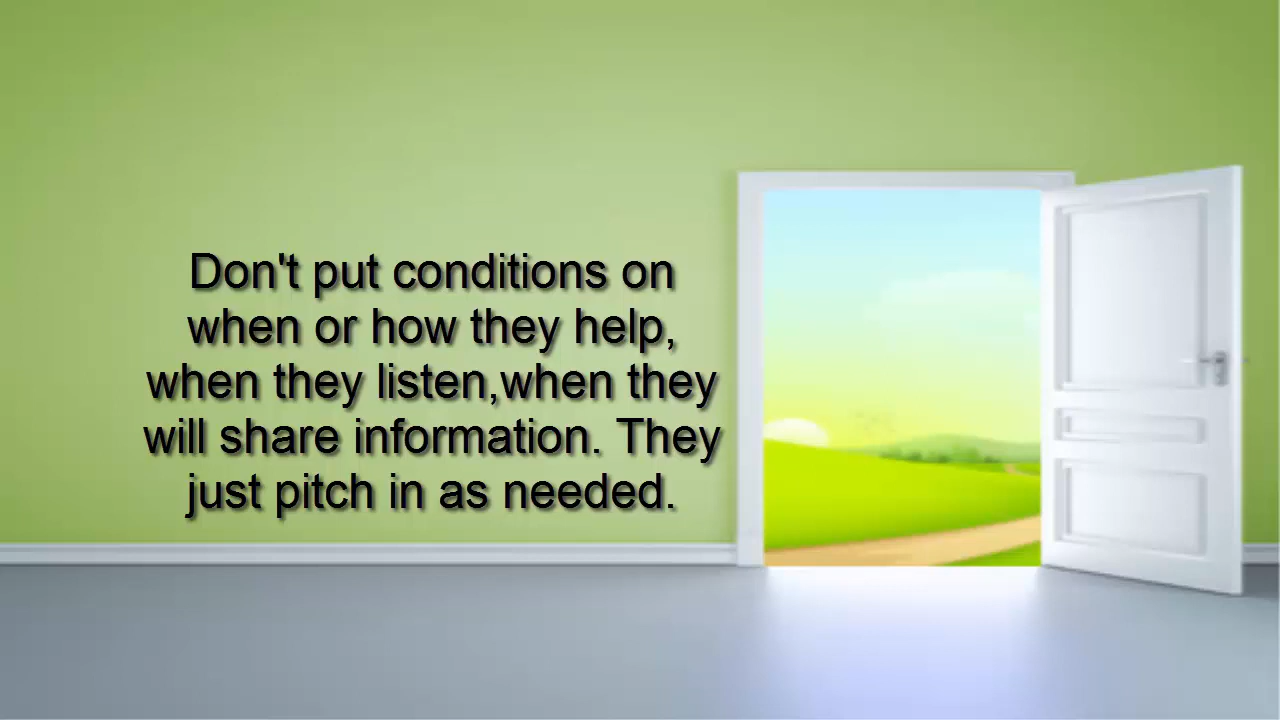 Don't put conditions on
when or how they help,
when they listen,when they
will share information. They
just pitch in as needed.